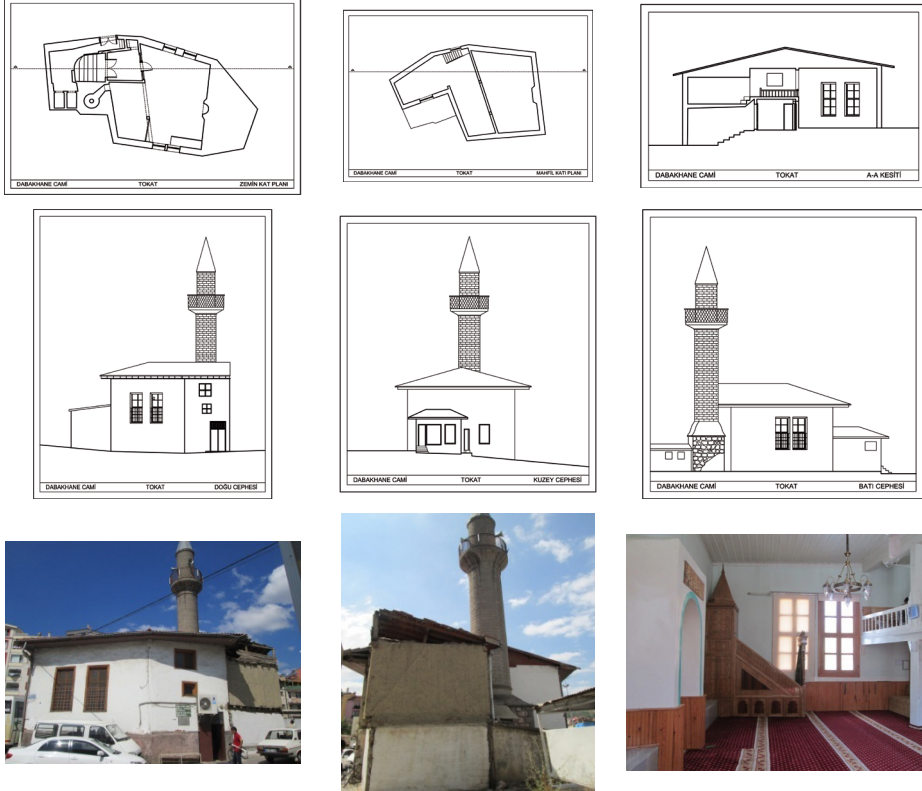 DABAKHANE CAMİ TOKAT ZEMİN KAT PLANI
DABAKHANE CAMİ TOKAT MAHFİL KATI PLANI
DABAKHANE CAMİ TOKAT A-A KESİTİ
DABAKHANE CAMİ TOKAT DOĞU CEPHESİ
DABAKHANE CAMİ TOKAT KUZEY CEPHESİ
DABAKHANE CAMİ TOKAT BATI CEPHESİ